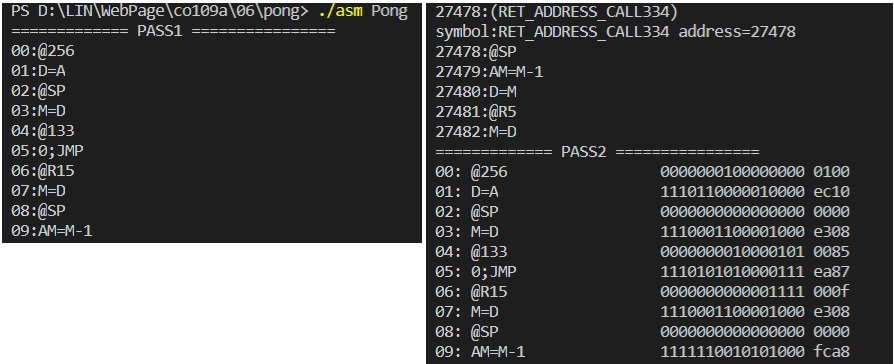 PS D:\LIN\WebPage\co109a\06\pong> ./asm Pong
============= PASS1 ================
00:@256
01:D=A
02:@SP
03:M=D
04:@133
05:0;JMP
06:@R15
07:M=D
08:@SP
09:AM=M-1
27478:(RET_ADDRESS_CALL334)
symbol:RET_ADDRESS_CALL334 address=27478
27478:@SP
27479:AM=M-1
27480:D=M
27481:@R5
27482:M=D
============= PASS2 ================
00: @256 0000000100000000 0100
01: D=A 1110110000010000 ec10
02: @SP 0000000000000000 0000
03: M=D 1110001100001000 e308
04: @133 0000000010000101 0085
05: 0;JMP 1110101010000111 ea87
06: @R15 0000000000001111 000f
07: M=D 1110001100001000 e308
08: @SP 0000000000000000 0000
09: AM=M-1 1111110010101000 fca8